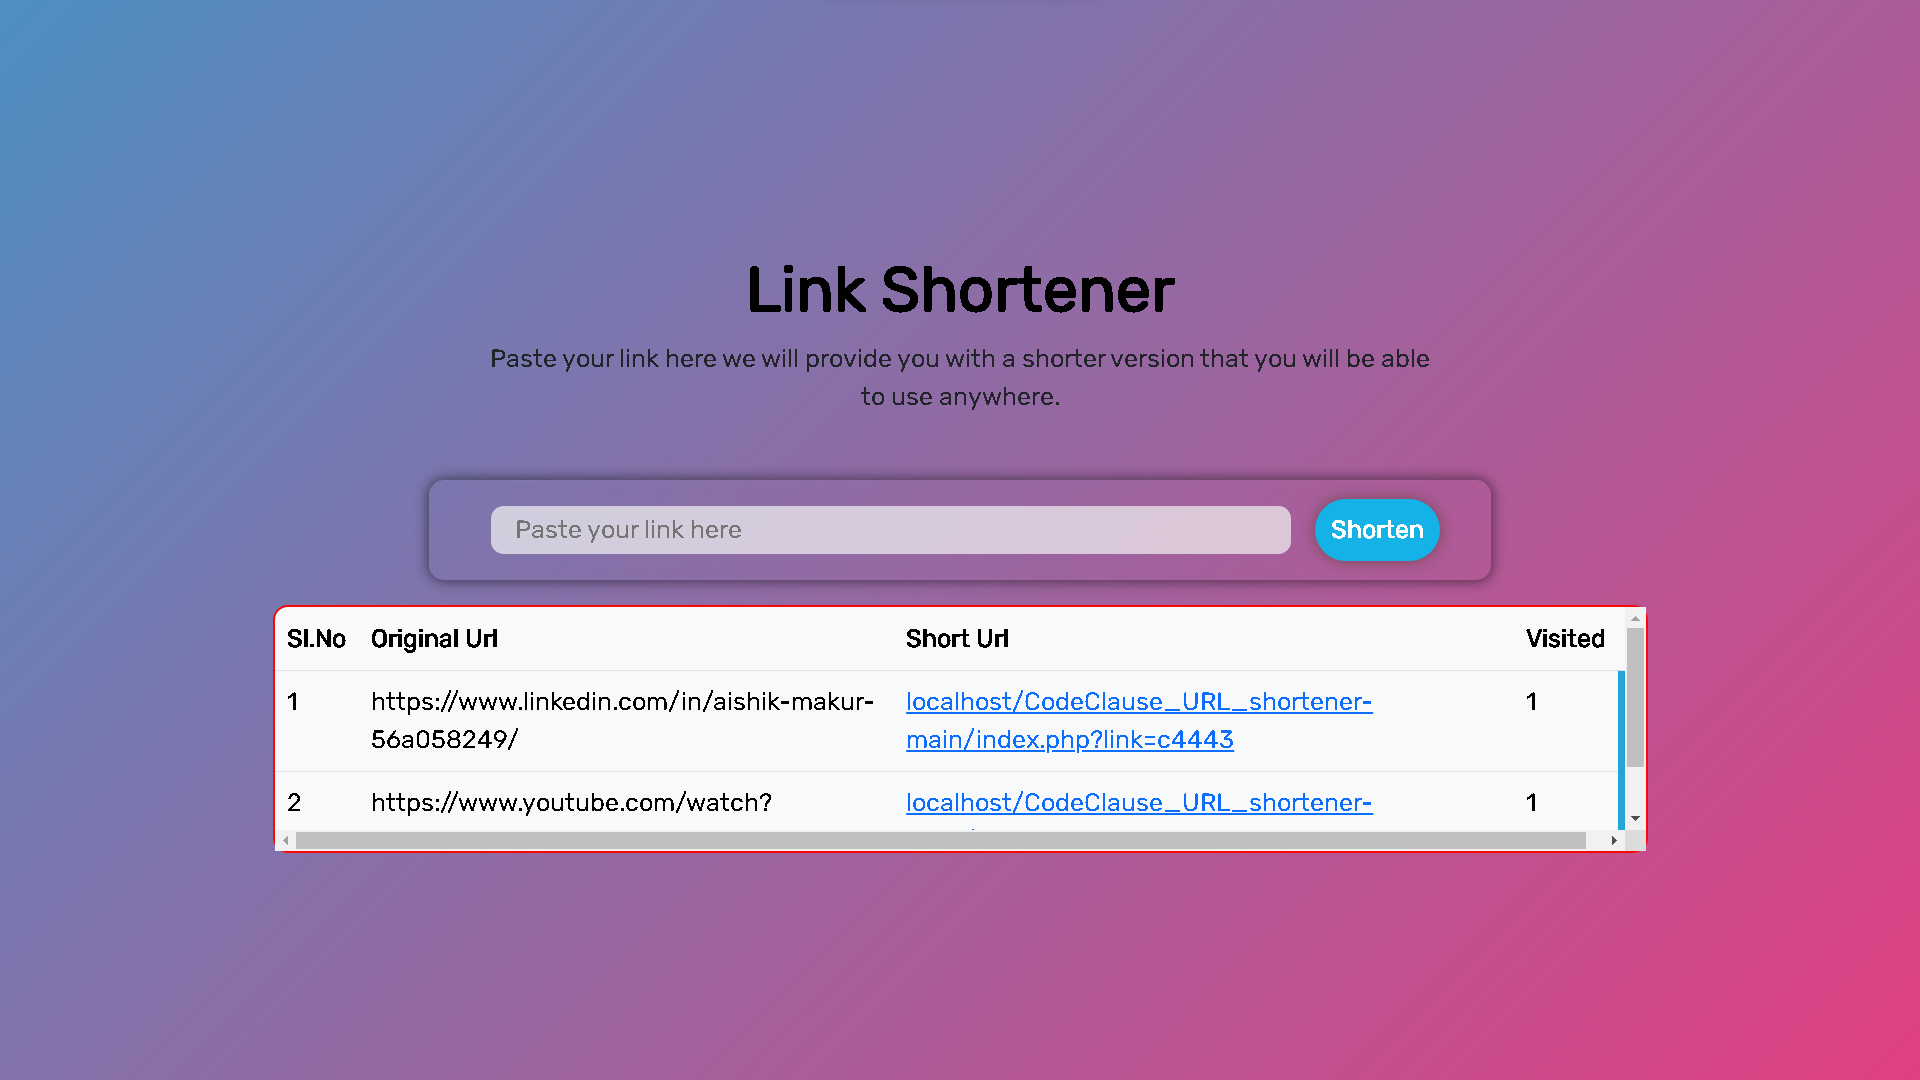 Link Shortener
Paste your link here we will provide you with a shorter version that you will be able
to use anywhere.
Paste your link here
Shorten
Sl.No Original Url Short Url Visited
1 https://www.linkedin.com/in/aishik-makur- localhost/CodeClause_URL_shortener- 1
56a058249/ main/index.php?link=c4443
2 https://www.youtube.com/watch? localhost/CodeClause_URL_shortener- 1